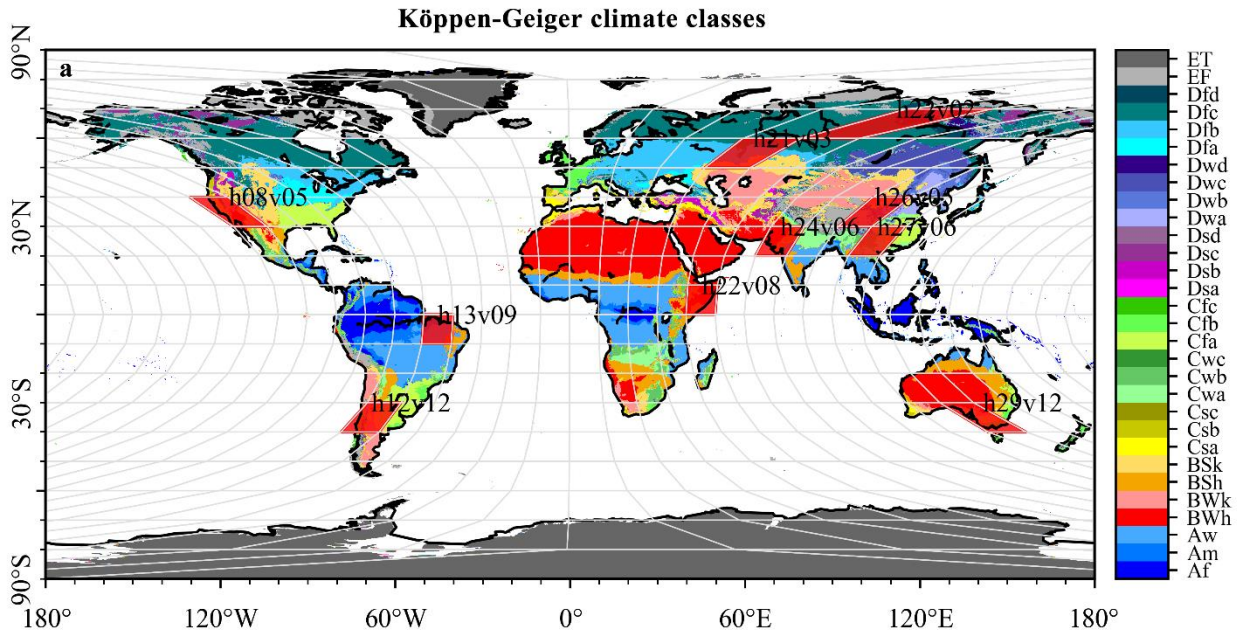 Köppen-Geiger climate classes
a
90°N
30°N
30°S
90°S
180°
120°W
60°W
0°
60°E
120°E
180°
h22v02
h21v03
h08v05
h26v05
h24v06
h27v06
h22v08
h13v09
h12v12
h29v12
ET
EF
Dfd
Dfc
Dfb
Dfa
Dwd
Dwc
Dwb
Dwa
Dsd
Dsc
Dsb
Dsa
Cfc
Cfb
Cfa
Cwc
Cwb
Cwa
Csc
Csb
Csa
BSk
BSh
BWk
BWh
Aw
Am
Af